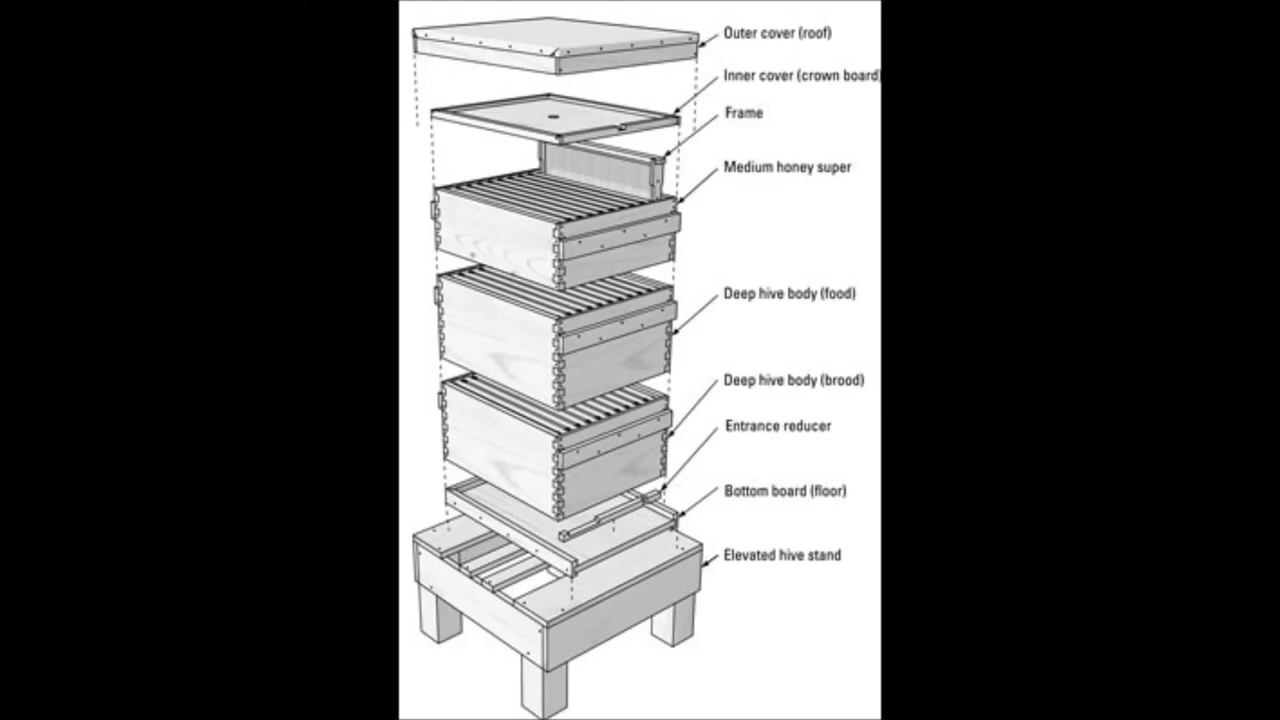 Outer cover (roof)
Inner cover (crown board)
Frame
Medium honey super
Deep hive body (food)
Deep hive body (brood)
Entrance reducer
Bottom board (floor)
Elevated hive stand